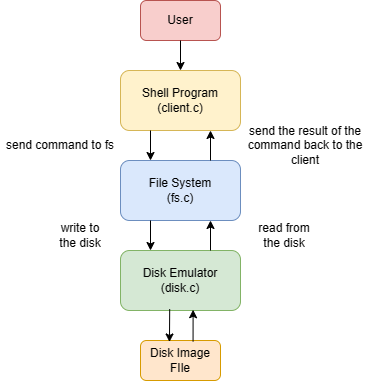 User
Shell Program
(client.c)
send command to fs
send the result of the
command back to the
client
File System
(fs.c)
write to
the disk
read from
the disk
Disk Emulator
(disk.c)
Disk Image
FIle